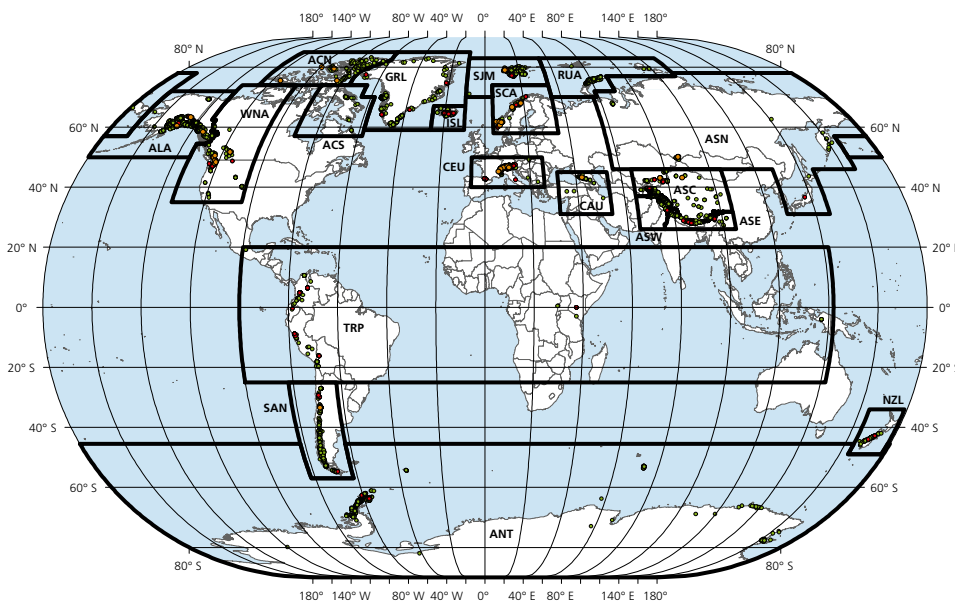 180° 140° W 80° W 40° W 0° 40° E 80° E 180°
80° N 80° N
ACN
GRL SJM RUA
SCA
WNA
ISL
60° N 60° N
ALA ACS ASN
CEU
40° N ASC 40° N
CAU
ASE
ASW
20° N 20° N
0° 0°
TRP
20° S 20° S
NZL
SAN
40° S 40° S
60° S 60° S
ANT
80° S 80° S
180° 140° W 80° W 40° W 0° 40° E 80° E 180°